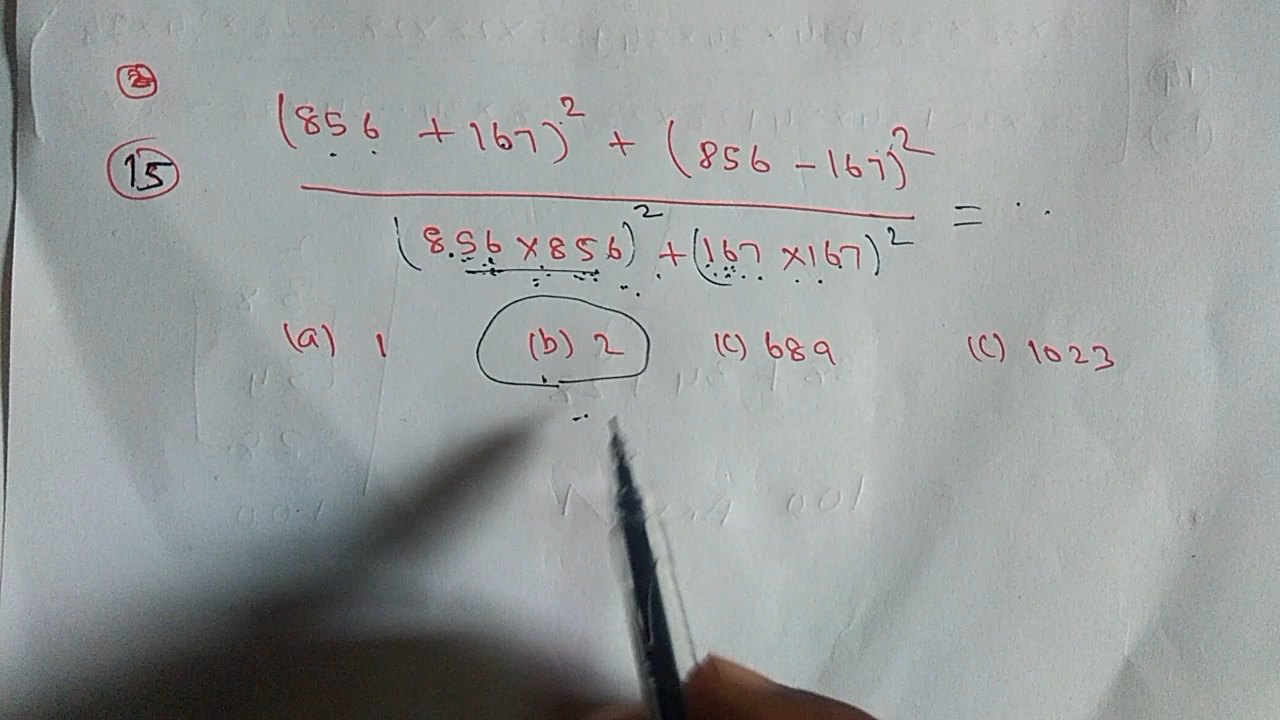 ②
⑮ (856 + 167)² + (856 - 167)²
(856 × 856)² + (167 × 167)² = ..
(a) 1 (b) 2 (c) 689 (c) 1023